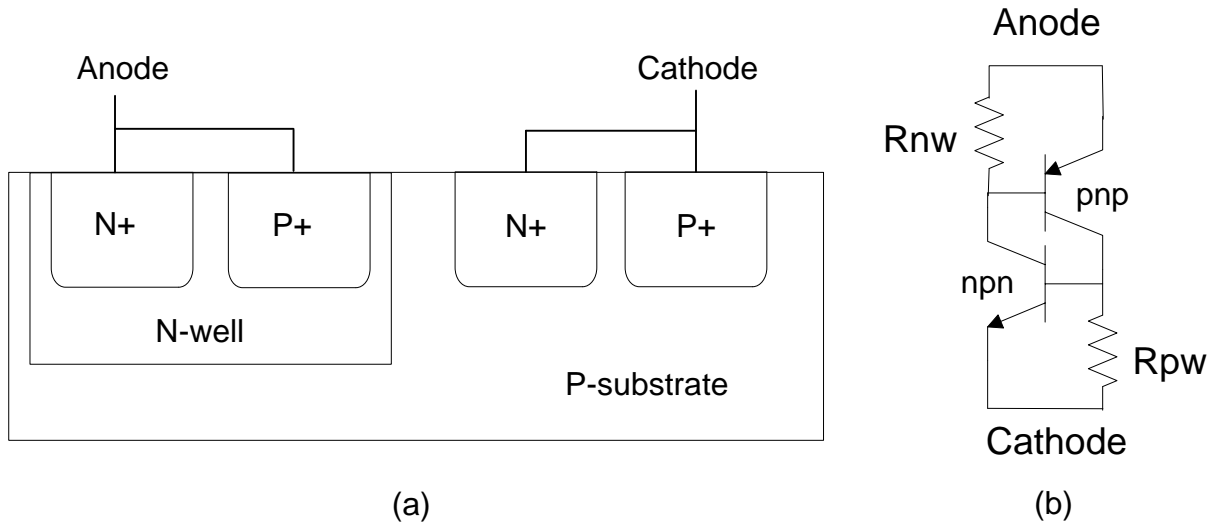 Anode
Cathode
N+
P+
N+
P+
N-well
P-substrate
(a)
Anode
Rnw
pnp
npn
Rpw
Cathode
(b)